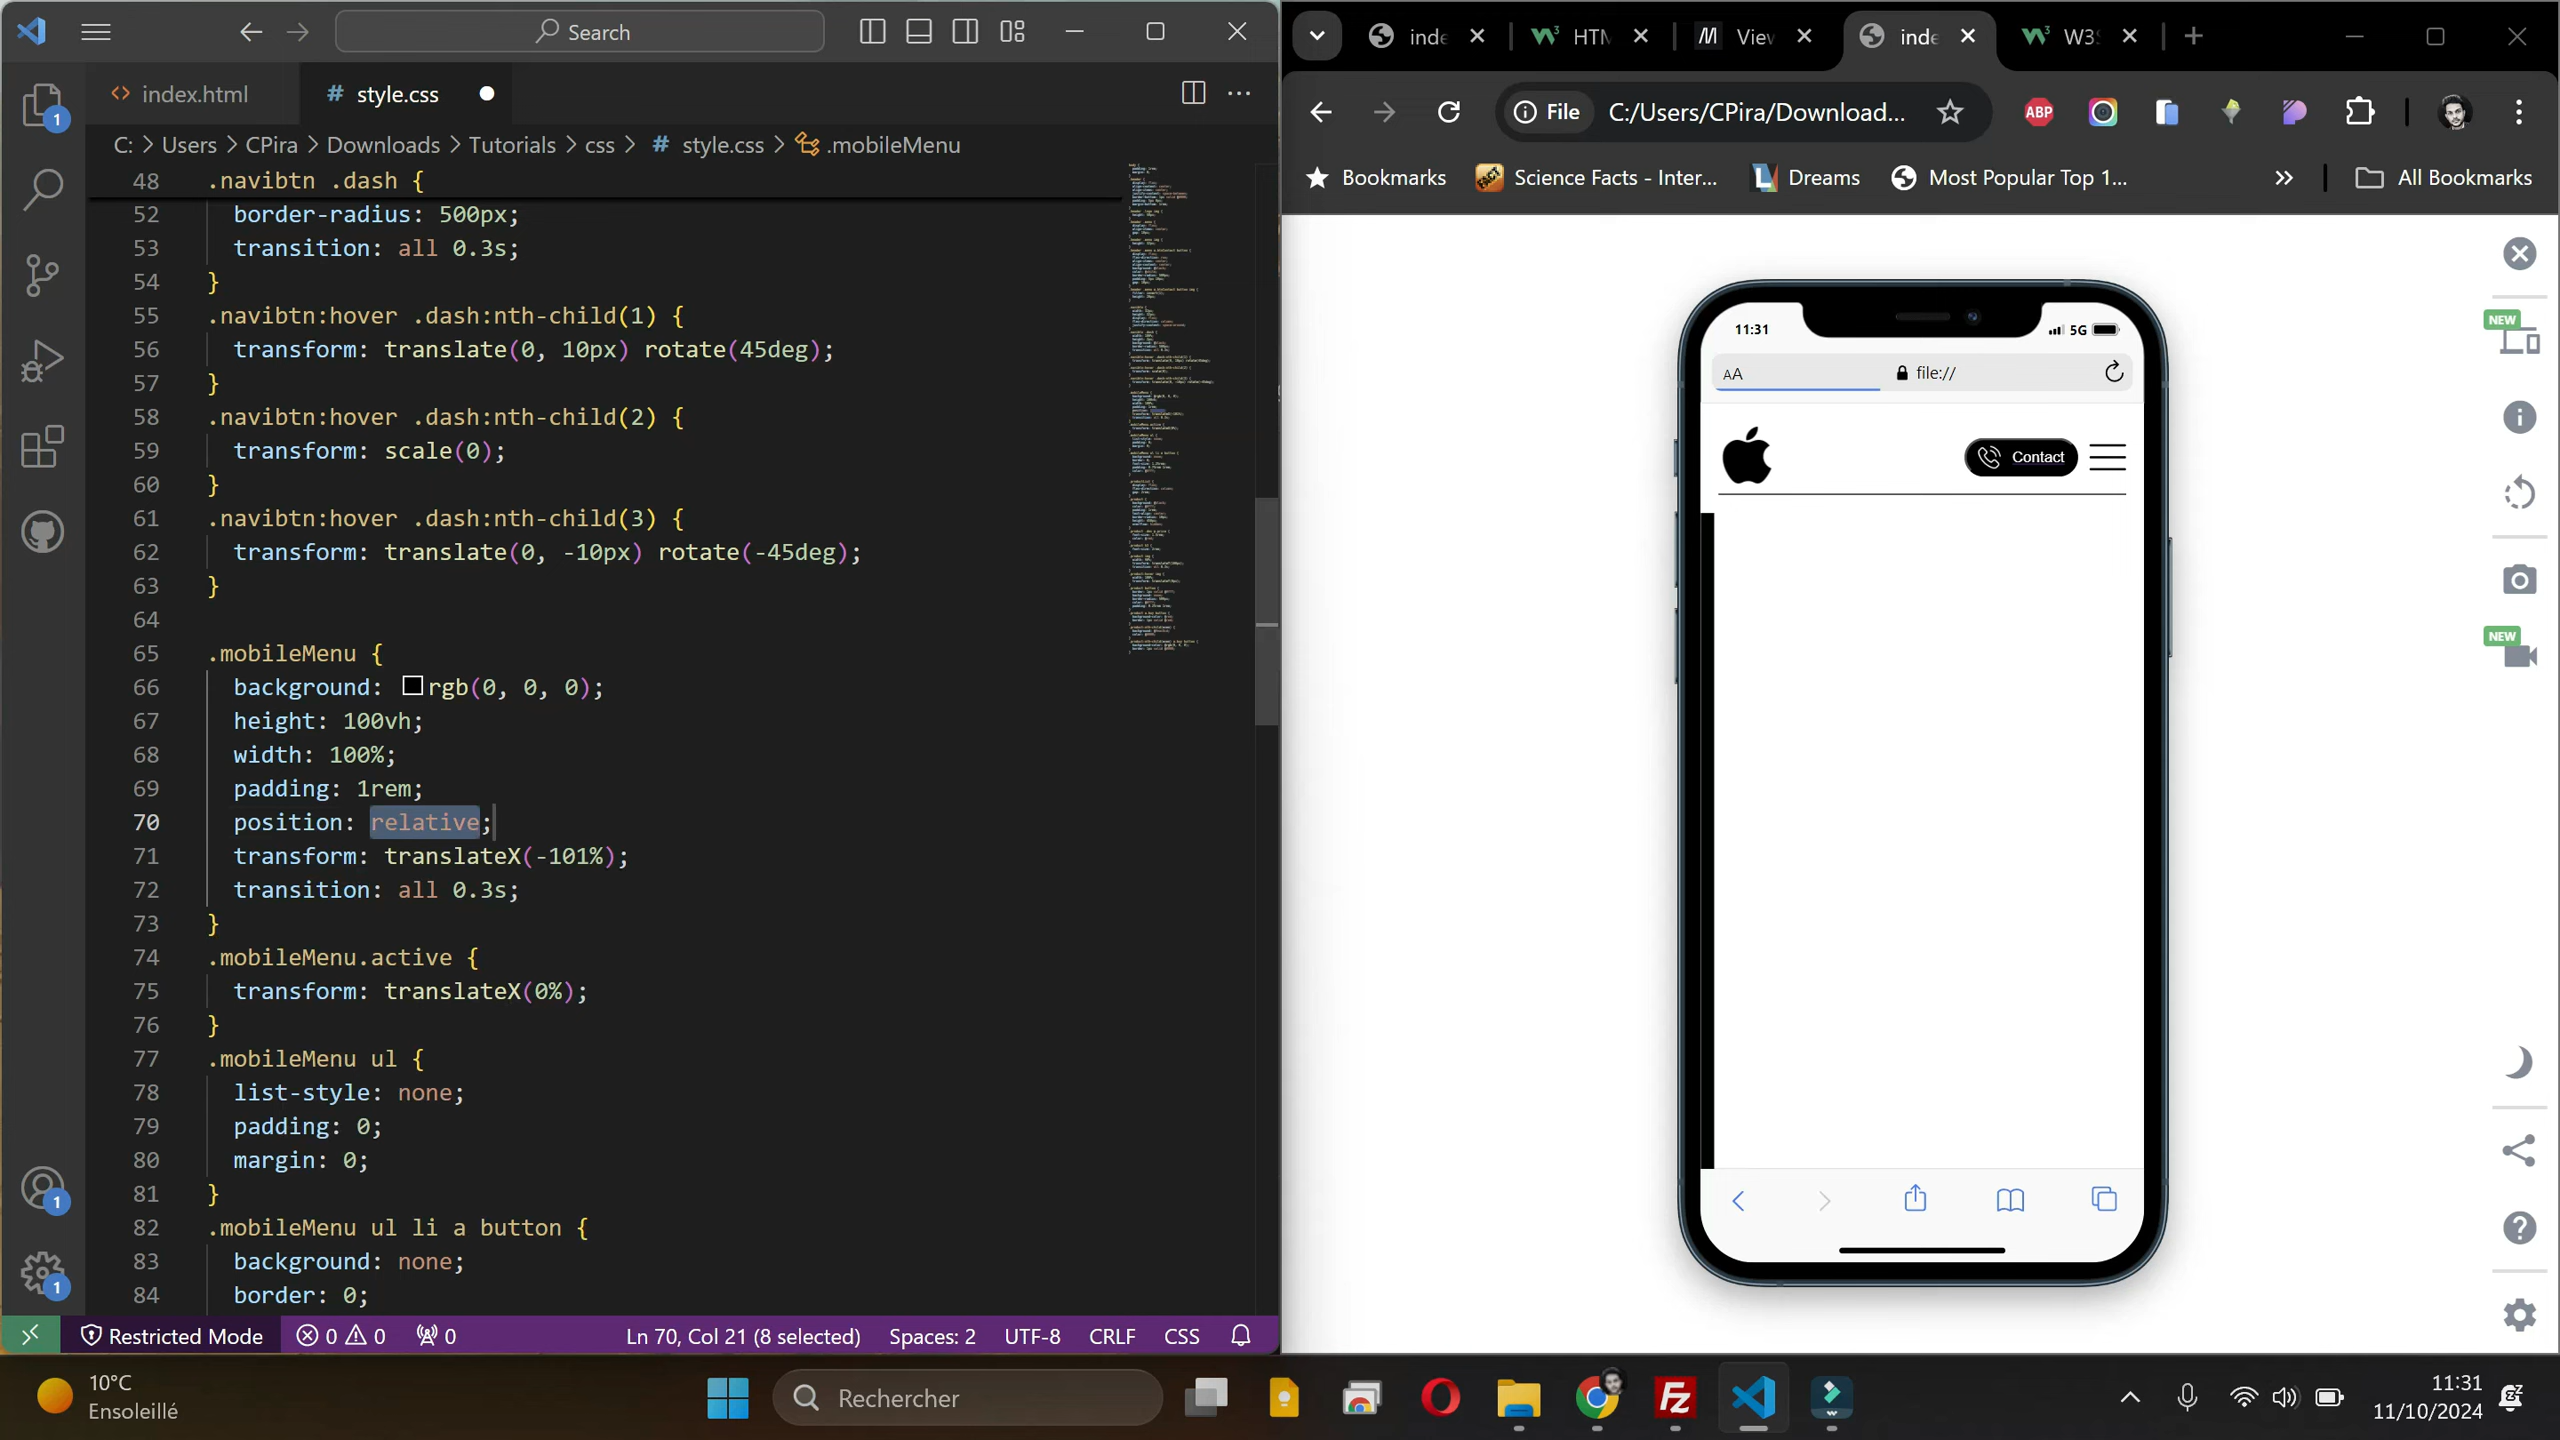 Search
index.html
# style.css
C: > Users > CPira > Downloads > Tutorials > css > # style.css > .mobileMenu
48 .navibtn .dash {
52 border-radius: 500px;
53 transition: all 0.3s;
54 }
55 .navibtn:hover .dash:nth-child(1) {
56 transform: translate(0, 10px) rotate(45deg);
57 }
58 .navibtn:hover .dash:nth-child(2) {
59 transform: scale(0);
60 }
61 .navibtn:hover .dash:nth-child(3) {
62 transform: translate(0, -10px) rotate(-45deg);
63 }
64
65 .mobileMenu {
66 background: rgb(0, 0, 0);
67 height: 100vh;
68 width: 100%;
69 padding: 1rem;
70 position: relative;
71 transform: translateX(-101%);
72 transition: all 0.3s;
73 }
74 .mobileMenu.active {
75 transform: translateX(0%);
76 }
77 .mobileMenu ul {
78 list-style: none;
79 padding: 0;
80 margin: 0;
81 }
82 .mobileMenu ul li a button {
83 background: none;
84 border: 0;
1
1
1
Restricted Mode
0 0
0
Ln 70, Col 21 (8 selected)
Spaces: 2
UTF-8
CRLF
CSS
inde
HTM
Viev
inde
W3S
File
C:/Users/CPira/Download...
ABP
Bookmarks
Science Facts - Inter...
Dreams
Most Popular Top 1...
All Bookmarks
NEW
NEW
11:31
5G
AA
file://
Contact
10°C
Ensoleillé
Rechercher
Fz
11:31
11/10/2024